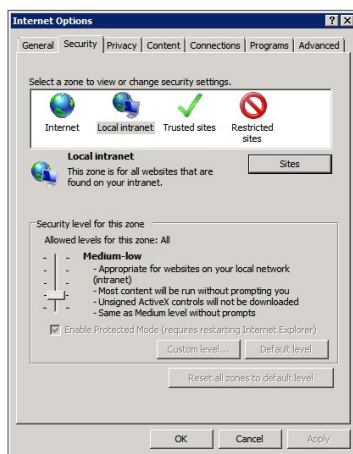 Internet Options
General Security Privacy Content Connections Programs Advanced
Select a zone to view or change security settings.
Internet Local intranet Trusted sites Restricted
sites
Local intranet
This zone is for all websites that are
found on your intranet.
Sites
Security level for this zone
Allowed levels for this zone: All
Medium-low
- Appropriate for websites on your local network
(intranet)
- Most content will be run without prompting you
- Unsigned ActiveX controls will not be downloaded
- Same as Medium level without prompts
Enable Protected Mode (requires restarting Internet Explorer)
Custom level... Default level
Reset all zones to default level
OK Cancel Apply